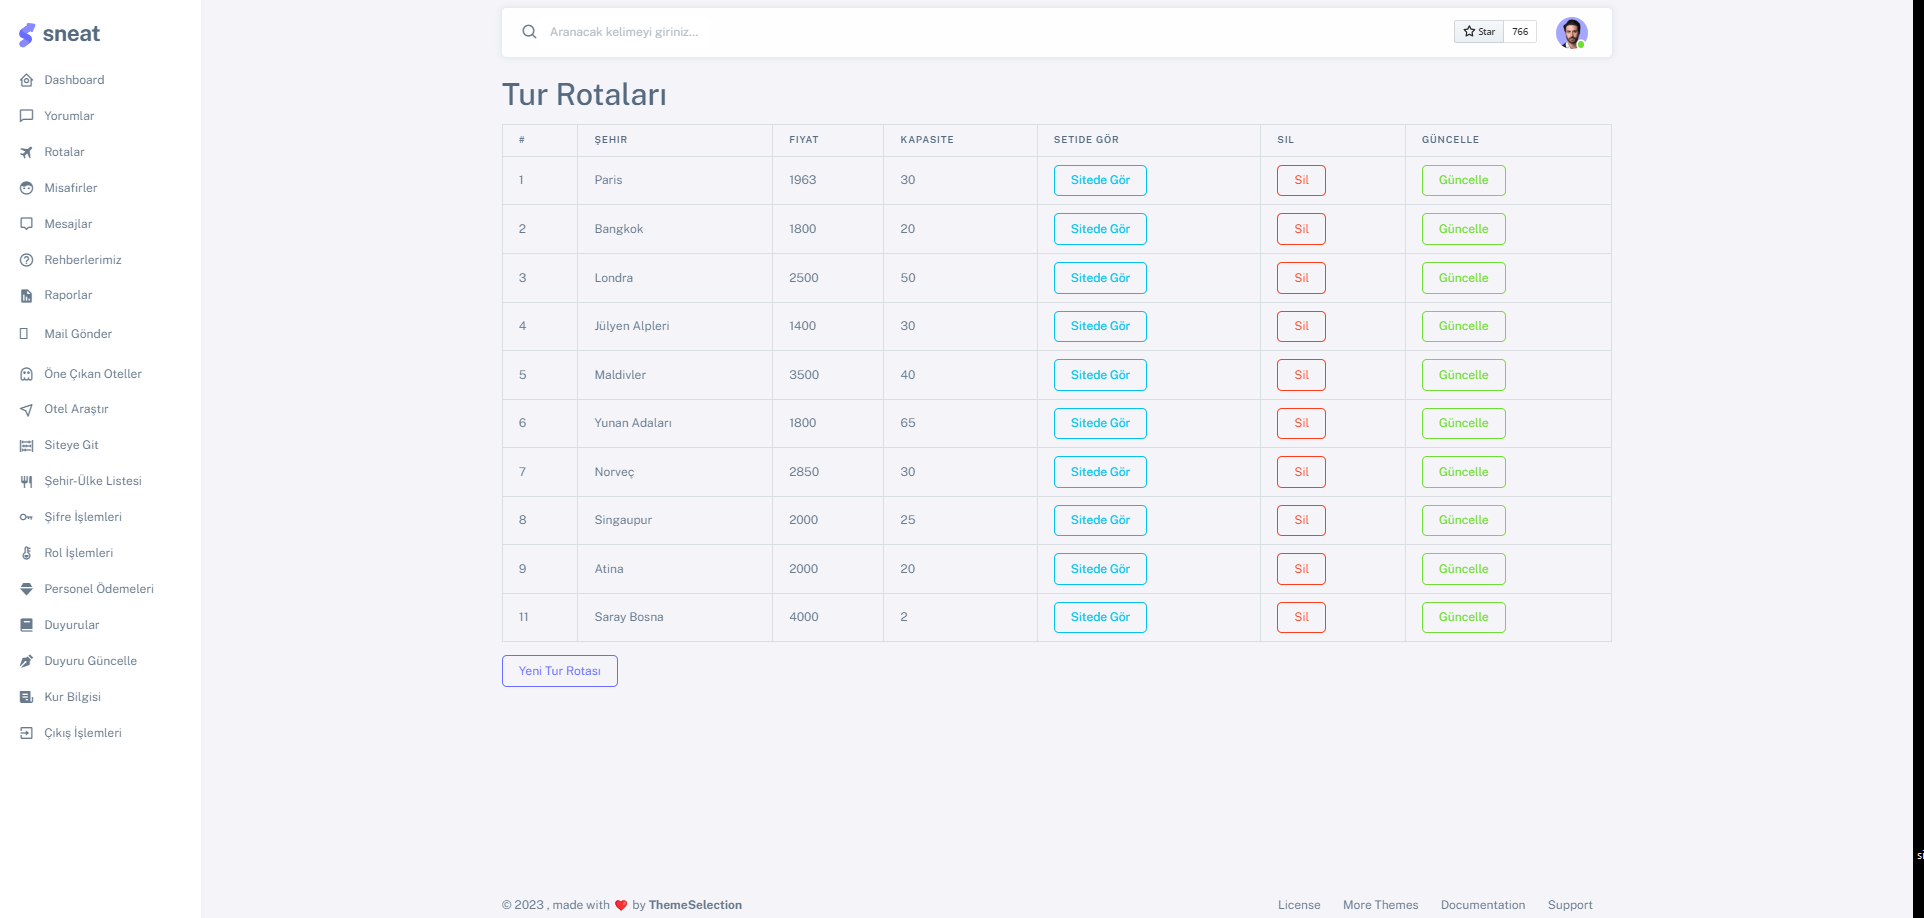 sneat
Dashboard
Yorumlar
Rotalar
Misafirler
Mesajlar
Rehberlerimiz
Raporlar
Mail Gönder
Öne Çıkan Oteller
Otel Araştır
Siteye Git
Şehir-Ülke Listesi
Şifre İşlemleri
Rol İşlemleri
Personel Ödemeleri
Duyurular
Duyuru Güncelle
Kur Bilgisi
Çıkış İşlemleri
Aranacak kelimeyi giriniz... Star 766
Tur Rotaları
# ŞEHIR FIYAT KAPASITE SETIDE GÖR SIL GÜNCELLE
1 Paris 1963 30 Sitede Gör Sil Güncelle
2 Bangkok 1800 20 Sitede Gör Sil Güncelle
3 Londra 2500 50 Sitede Gör Sil Güncelle
4 Jülyen Alpleri 1400 30 Sitede Gör Sil Güncelle
5 Maldivler 3500 40 Sitede Gör Sil Güncelle
6 Yunan Adaları 1800 65 Sitede Gör Sil Güncelle
7 Norveç 2850 30 Sitede Gör Sil Güncelle
8 Singaupur 2000 25 Sitede Gör Sil Güncelle
9 Atina 2000 20 Sitede Gör Sil Güncelle
11 Saray Bosna 4000 2 Sitede Gör Sil Güncelle
Yeni Tur Rotası
© 2023 , made with ❤️ by ThemeSelection License More Themes Documentation Support